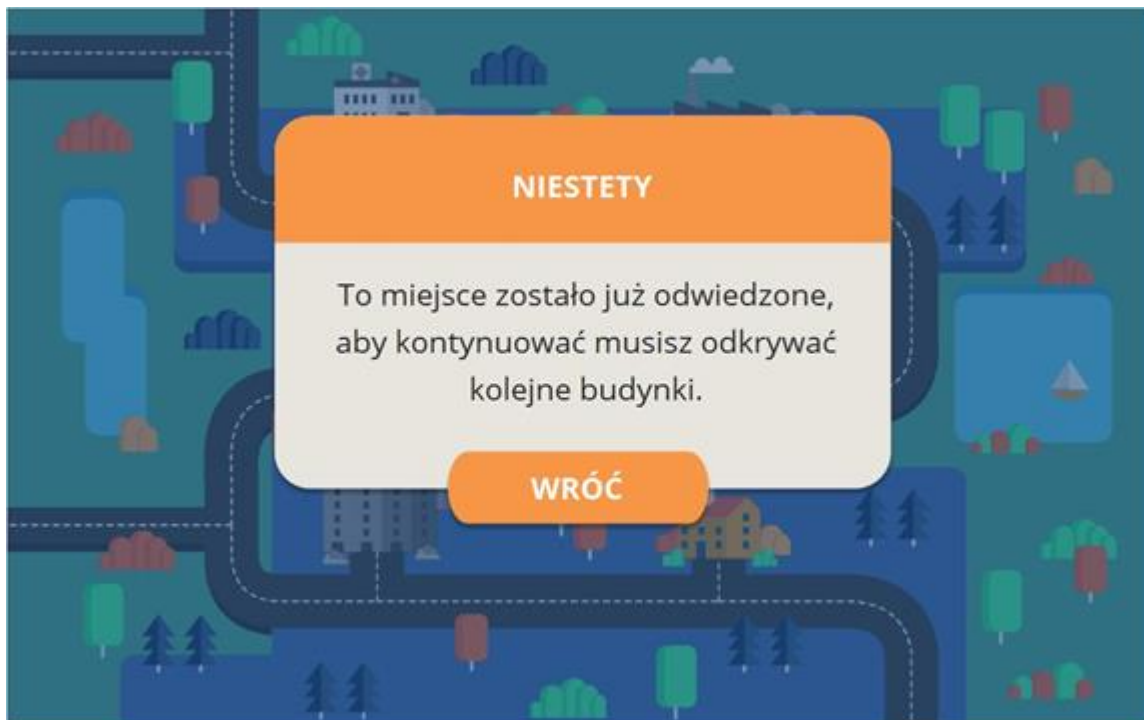 NIESTETY
To miejsce zostało już odwiedzone,
aby kontynuować musisz odkrywać
kolejne budynki.
WRÓĆ